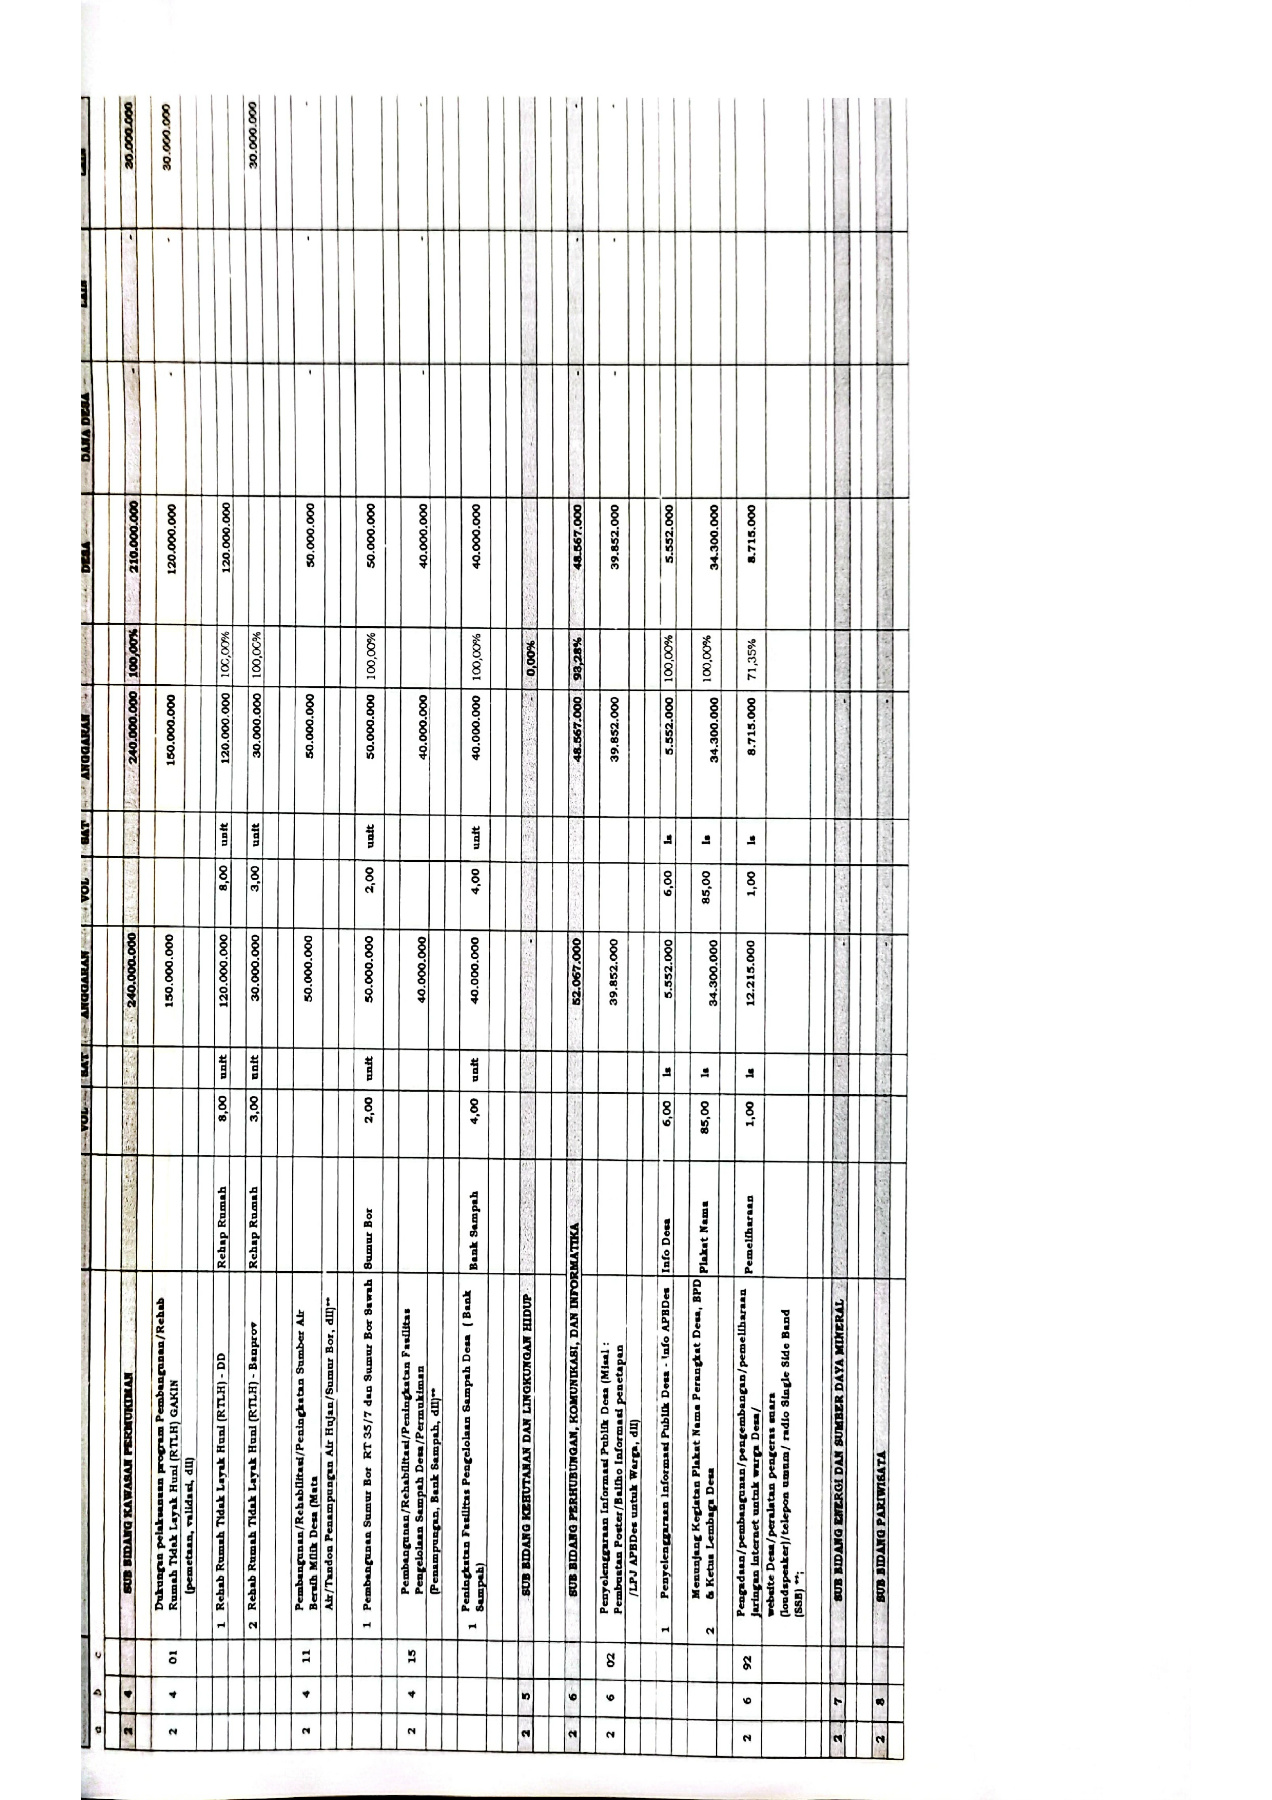 a b c VOL SAT ANGGARAN VOL SAT ANGGARAN DESA DANA DESA LAIN
2 4 SUB BIDANG KAWASAN PERMUKIMAN 240.000.000 240.000.000 100,00% 210.000.000 - - 30.000.000
2 4 01 Dukungan pelaksanaan program Pembangunan/Rehab 150.000.000 150.000.000 120.000.000 - - 30.000.000
Rumah Tidak Layak Huni (RTLH) GAKIN
(pemetaan, validasi, dll)
1 Rehab Rumah Tidak Layak Huni (RTLH) - DD Rehap Rumah 8,00 unit 120.000.000 8,00 unit 120.000.000 100,00% 120.000.000
2 Rehab Rumah Tidak Layak Huni (RTLH) - Banprov Rehap Rumah 3,00 unit 30.000.000 3,00 unit 30.000.000 100,00% 30.000.000
2 4 11 Pembangunan/Rehabilitasi/Peningkatan Sumber Air 50.000.000 50.000.000 50.000.000 - - -
Bersih Milik Desa (Mata
Air/Tandon Penampungan Air Hujan/Sumur Bor, dll)**
1 Pembangunan Sumur Bor RT 35/7 dan Sumur Bor Sawah Sumur Bor 2,00 unit 50.000.000 2,00 unit 50.000.000 100,00% 50.000.000
2 4 15 Pembangunan/Rehabilitasi/Peningkatan Fasilitas 40.000.000 40.000.000 40.000.000 - - -
Pengelolaan Sampah Desa/Permukiman
(Penampungan, Bank Sampah, dll)**
1 Peningkatan Fasilitas Pengelolaan Sampah Desa ( Bank Bank Sampah 4,00 unit 40.000.000 4,00 unit 40.000.000 100,00% 40.000.000
Sampah)
2 5 SUB BIDANG KEHUTANAN DAN LINGKUNGAN HIDUP - - 0,00%
2 6 SUB BIDANG PERHUBUNGAN, KOMUNIKASI, DAN INFORMATIKA 52.067.000 48.567.000 93,28% 48.567.000 - - -
2 6 02 Penyelenggaraan Informasi Publik Desa (Misal : 39.852.000 39.852.000 39.852.000 - - -
Pembuatan Poster/Baliho Informasi penetapan
/LPJ APBDes untuk Warga, dll)
1 Penyelenggaraan Informasi Publik Desa - Info APBDes Info Desa 6,00 ls 5.552.000 6,00 ls 5.552.000 100,00% 5.552.000
2 Menunjang Kegiatan Plakat Nama Perangkat Desa, BPD Plakat Nama 85,00 ls 34.300.000 85,00 ls 34.300.000 100,00% 34.300.000
& Ketua Lembaga Desa
2 6 92 Pengadaan/pembangunan/pengembangan/pemeliharaan Pemeliharaan 1,00 ls 12.215.000 1,00 ls 8.715.000 71,35% 8.715.000
jaringan internet untuk warga Desa/
website Desa/peralatan pengeras suara
(loudspeaker)/telepon umum/ radio Single Side Band
(SSB) **;
2 7 SUB BIDANG ENERGI DAN SUMBER DAYA MINERAL - -
2 8 SUB BIDANG PARIWISATA - -